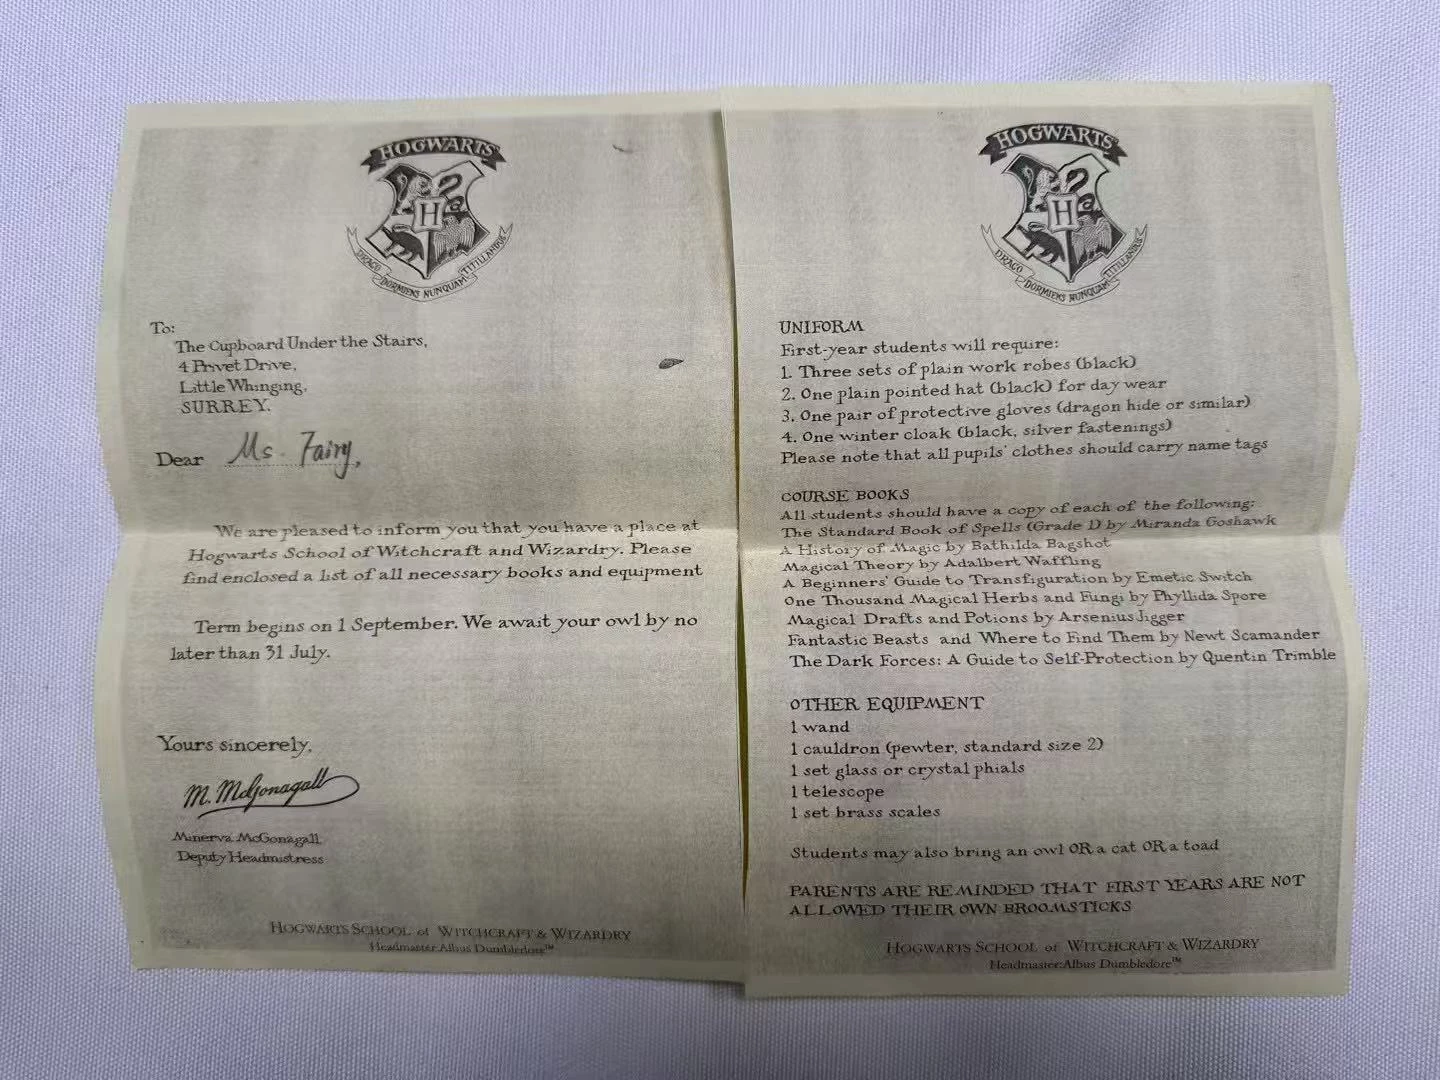 HOGWARTS
DRACO DORMIENS NUNQUAM TITILLANDUS
To:
The Cupboard Under the Stairs,
4 Privet Drive,
Little Whinging,
SURREY.
Dear Ms. Fairy,
We are pleased to inform you that you have a place at
Hogwarts School of Witchcraft and Wizardry. Please
find enclosed a list of all necessary books and equipment
Term begins on 1 September. We await your owl by no
later than 31 July.
Yours sincerely,
M. McGonagall
Minerva McGonagall
Deputy Headmistress
HOGWARTS SCHOOL of WITCHCRAFT & WIZARDRY
Headmaster:Albus Dumbledore™
HOGWARTS
DRACO DORMIENS NUNQUAM TITILLANDUS
UNIFORM
First-year students will require:
1. Three sets of plain work robes (black)
2. One plain pointed hat (black) for day wear
3. One pair of protective gloves (dragon hide or similar)
4. One winter cloak (black, silver fastenings)
Please note that all pupils' clothes should carry name tags
COURSE BOOKS
All students should have a copy of each of the following:
The Standard Book of Spells (Grade 1) by Miranda Goshawk
A History of Magic by Bathilda Bagshot
Magical Theory by Adalbert Waffling
A Beginners' Guide to Transfiguration by Emetic Switch
One Thousand Magical Herbs and Fungi by Phyllida Spore
Magical Drafts and Potions by Arsenius Jigger
Fantastic Beasts and Where to Find Them by Newt Scamander
The Dark Forces: A Guide to Self-Protection by Quentin Trimble
OTHER EQUIPMENT
1 wand
1 cauldron (pewter, standard size 2)
1 set glass or crystal phials
1 telescope
1 set brass scales
Students may also bring an owl OR a cat OR a toad
PARENTS ARE REMINDED THAT FIRST YEARS ARE NOT
ALLOWED THEIR OWN BROOMSTICKS
HOGWARTS SCHOOL of WITCHCRAFT & WIZARDRY
Headmaster:Albus Dumbledore™